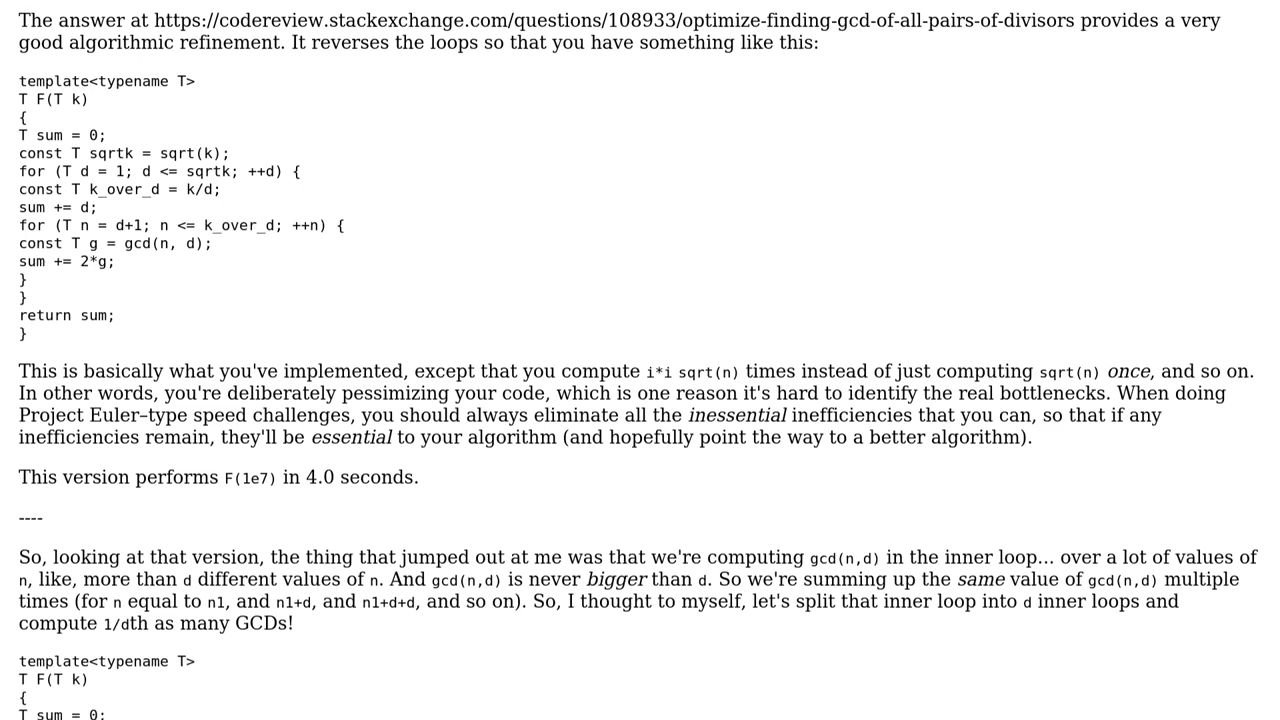 The answer at https://codereview.stackexchange.com/questions/108933/optimize-finding-gcd-of-all-pairs-of-divisors provides a very
good algorithmic refinement. It reverses the loops so that you have something like this:
template<typename T>
T F(T k)
{
T sum = 0;
const T sqrtk = sqrt(k);
for (T d = 1; d <= sqrtk; ++d) {
const T k_over_d = k/d;
sum += d;
for (T n = d+1; n <= k_over_d; ++n) {
const T g = gcd(n, d);
sum += 2*g;
}
}
return sum;
}
This is basically what you've implemented, except that you compute i*i sqrt(n) times instead of just computing sqrt(n) once, and so on.
In other words, you're deliberately pessimizing your code, which is one reason it's hard to identify the real bottlenecks. When doing
Project Euler–type speed challenges, you should always eliminate all the inessential inefficiencies that you can, so that if any
inefficiencies remain, they'll be essential to your algorithm (and hopefully point the way to a better algorithm).
This version performs F(1e7) in 4.0 seconds.
----
So, looking at that version, the thing that jumped out at me was that we're computing gcd(n,d) in the inner loop... over a lot of values of
n, like, more than d different values of n. And gcd(n,d) is never bigger than d. So we're summing up the same value of gcd(n,d) multiple
times (for n equal to n1, and n1+d, and n1+d+d, and so on). So, I thought to myself, let's split that inner loop into d inner loops and
compute 1/dth as many GCDs!
template<typename T>
T F(T k)
{
T sum = 0;